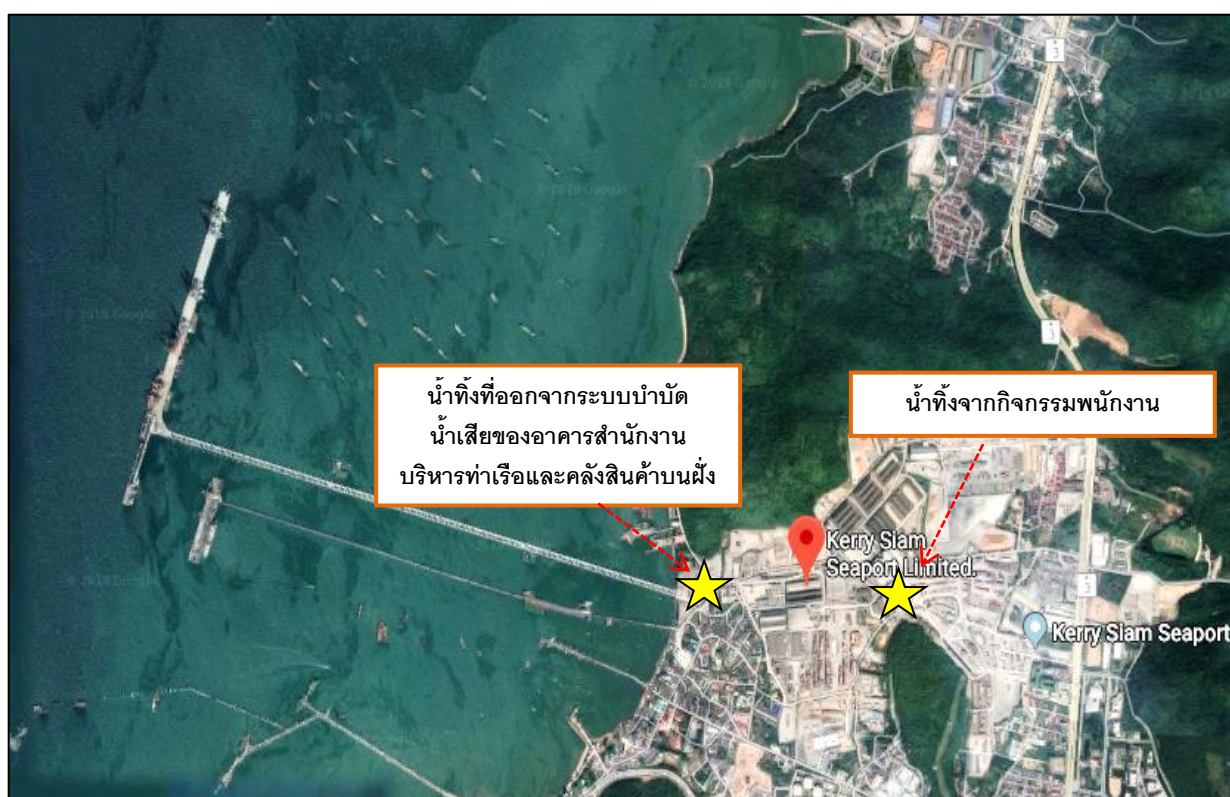 น้ำทิ้งที่ออกจากระบบบำบัด
น้ำเสียของอาคารสำนักงาน
บริหารท่าเรือและคลังสินค้าบนฝั่ง
น้ำทิ้งจากกิจกรรมพนักงาน
Kerry Siam
Seaport Limited.
Kerry Siam Seaport
3
3
3
© 2019 Google